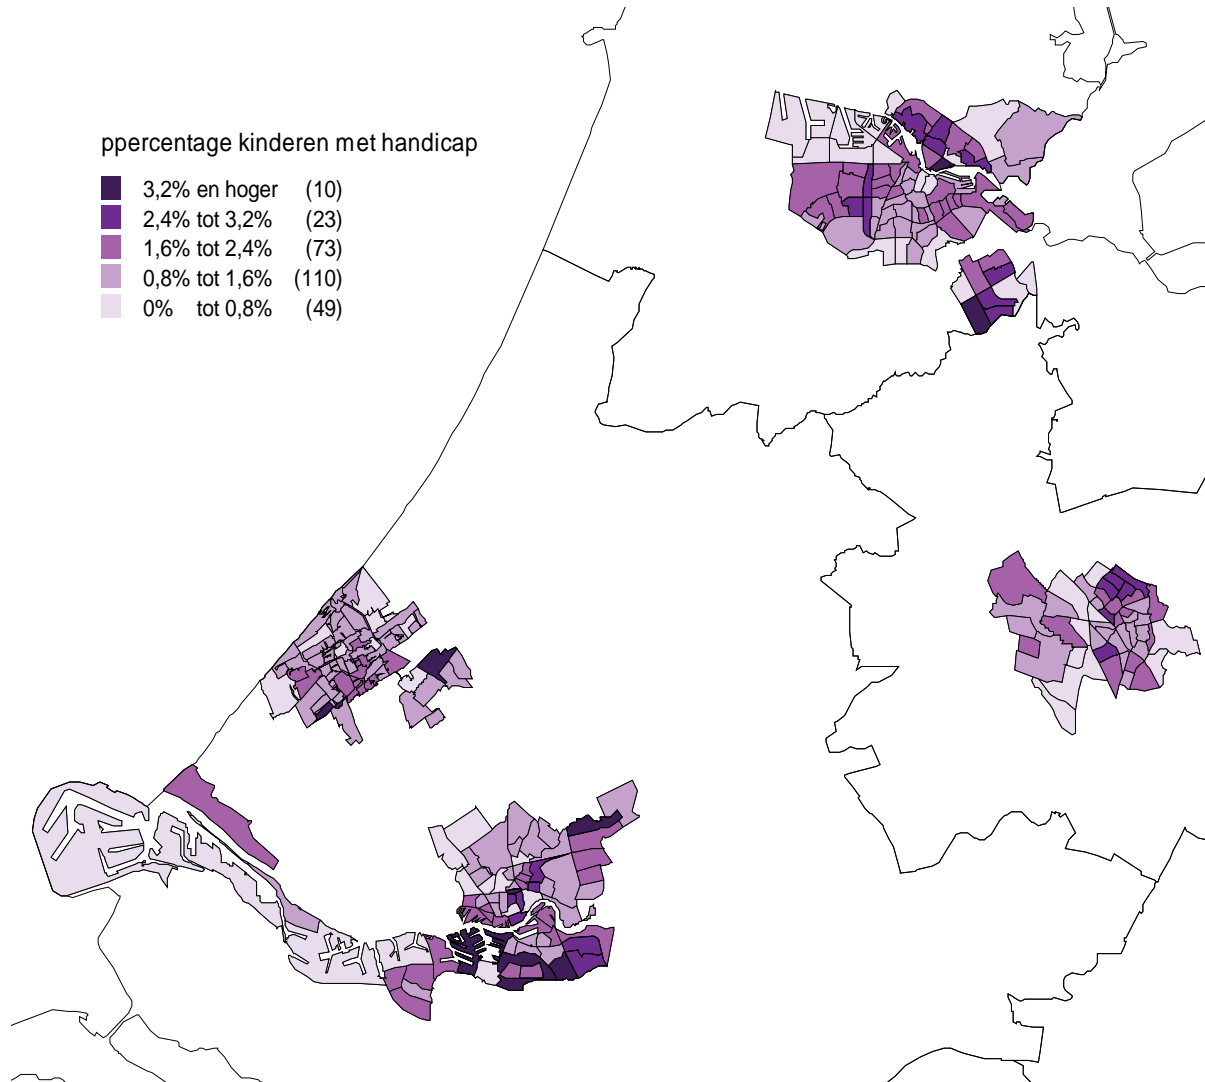 ppercentage kinderen met handicap
3,2% en hoger (10)
2,4% tot 3,2% (23)
1,6% tot 2,4% (73)
0,8% tot 1,6% (110)
0% tot 0,8% (49)